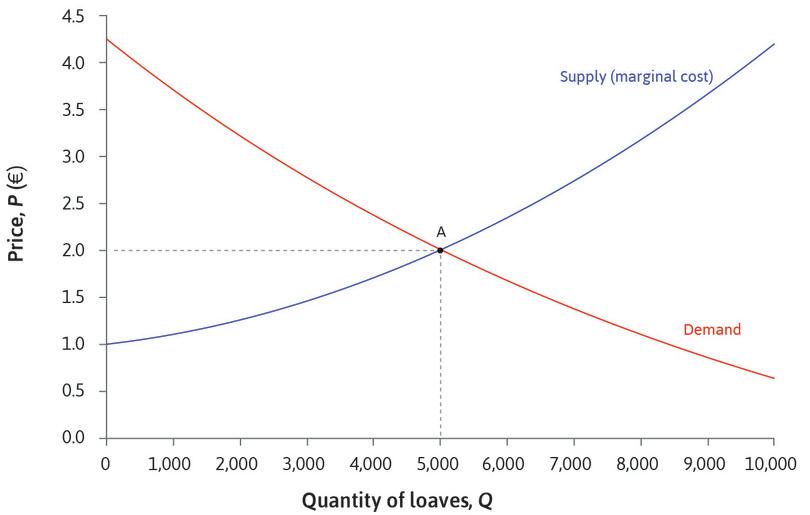 4.5
4.0
3.5
3.0
2.5
2.0
1.5
1.0
0.5
0.0
Price, P (€)
Supply (marginal cost)
A
Demand
0 1,000 2,000 3,000 4,000 5,000 6,000 7,000 8,000 9,000 10,000
Quantity of loaves, Q